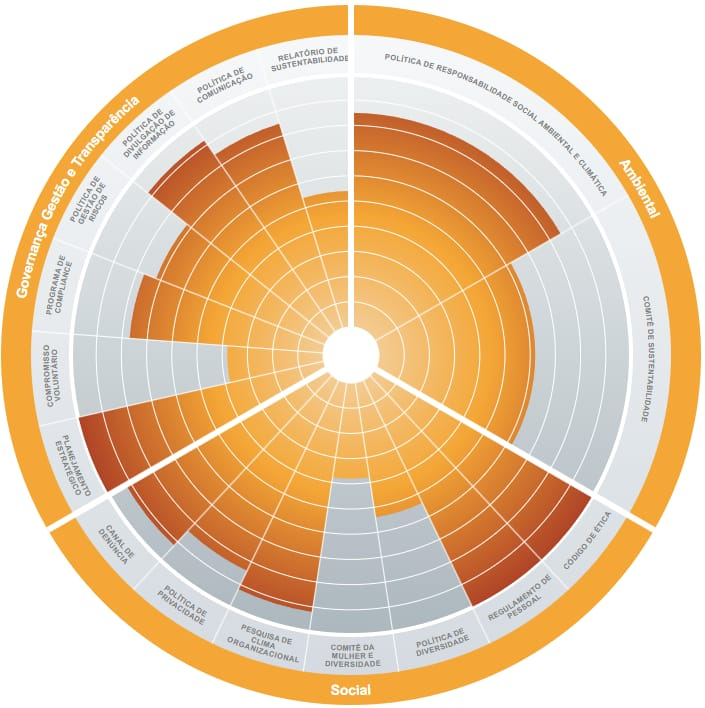 Governança Gestão e Transparência
RELATÓRIO DE
SUSTENTABILIDADE
POLÍTICA DE
COMUNICAÇÃO
POLÍTICA DE
DIVULGAÇÃO DE
INFORMAÇÃO
POLÍTICA DE
GESTÃO DE
RISCOS
PROGRAMA DE
COMPLIANCE
COMPROMISSO
VOLUNTÁRIO
PLANEJAMENTO
ESTRATÉGICO
Ambiental
POLÍTICA DE RESPONSABILIDADE SOCIAL AMBIENTAL E CLIMÁTICA
COMITÊ DE SUSTENTABILIDADE
CÓDIGO DE ÉTICA
REGULAMENTO DE
PESSOAL
POLÍTICA DE
DIVERSIDADE
COMITÊ DA
MULHER E
DIVERSIDADE
PESQUISA DE
CLIMA
ORGANIZACIONAL
POLÍTICA DE
PRIVACIDADE
CANAL DE
DENÚNCIA
Social